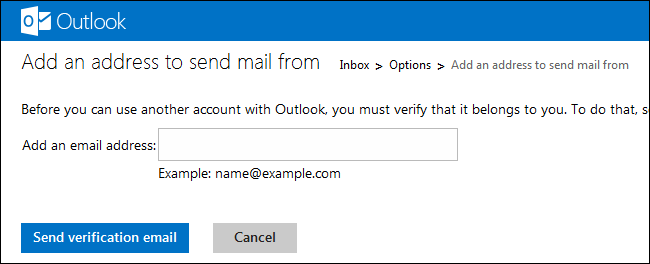 Outlook
Add an address to send mail from Inbox > Options > Add an address to send mail from
Before you can use another account with Outlook, you must verify that it belongs to you. To do that,
Add an email address:
Example: name@example.com
Send verification email Cancel